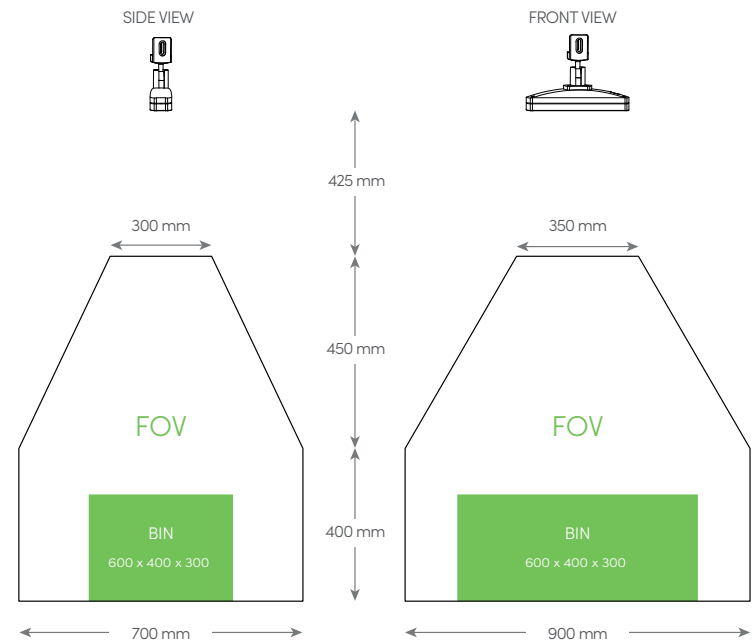 SIDE VIEW
FRONT VIEW
425 mm
300 mm
350 mm
450 mm
FOV
FOV
BIN
600 x 400 x 300
400 mm
BIN
600 x 400 x 300
700 mm
900 mm